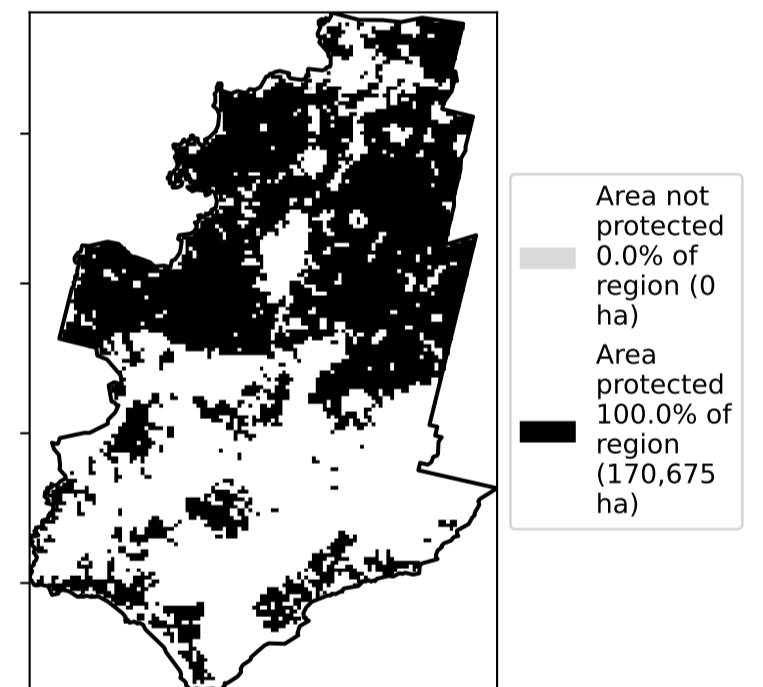 Area not
protected
0.0% of
region (0
ha)
Area
protected
100.0% of
region
(170,675
ha)